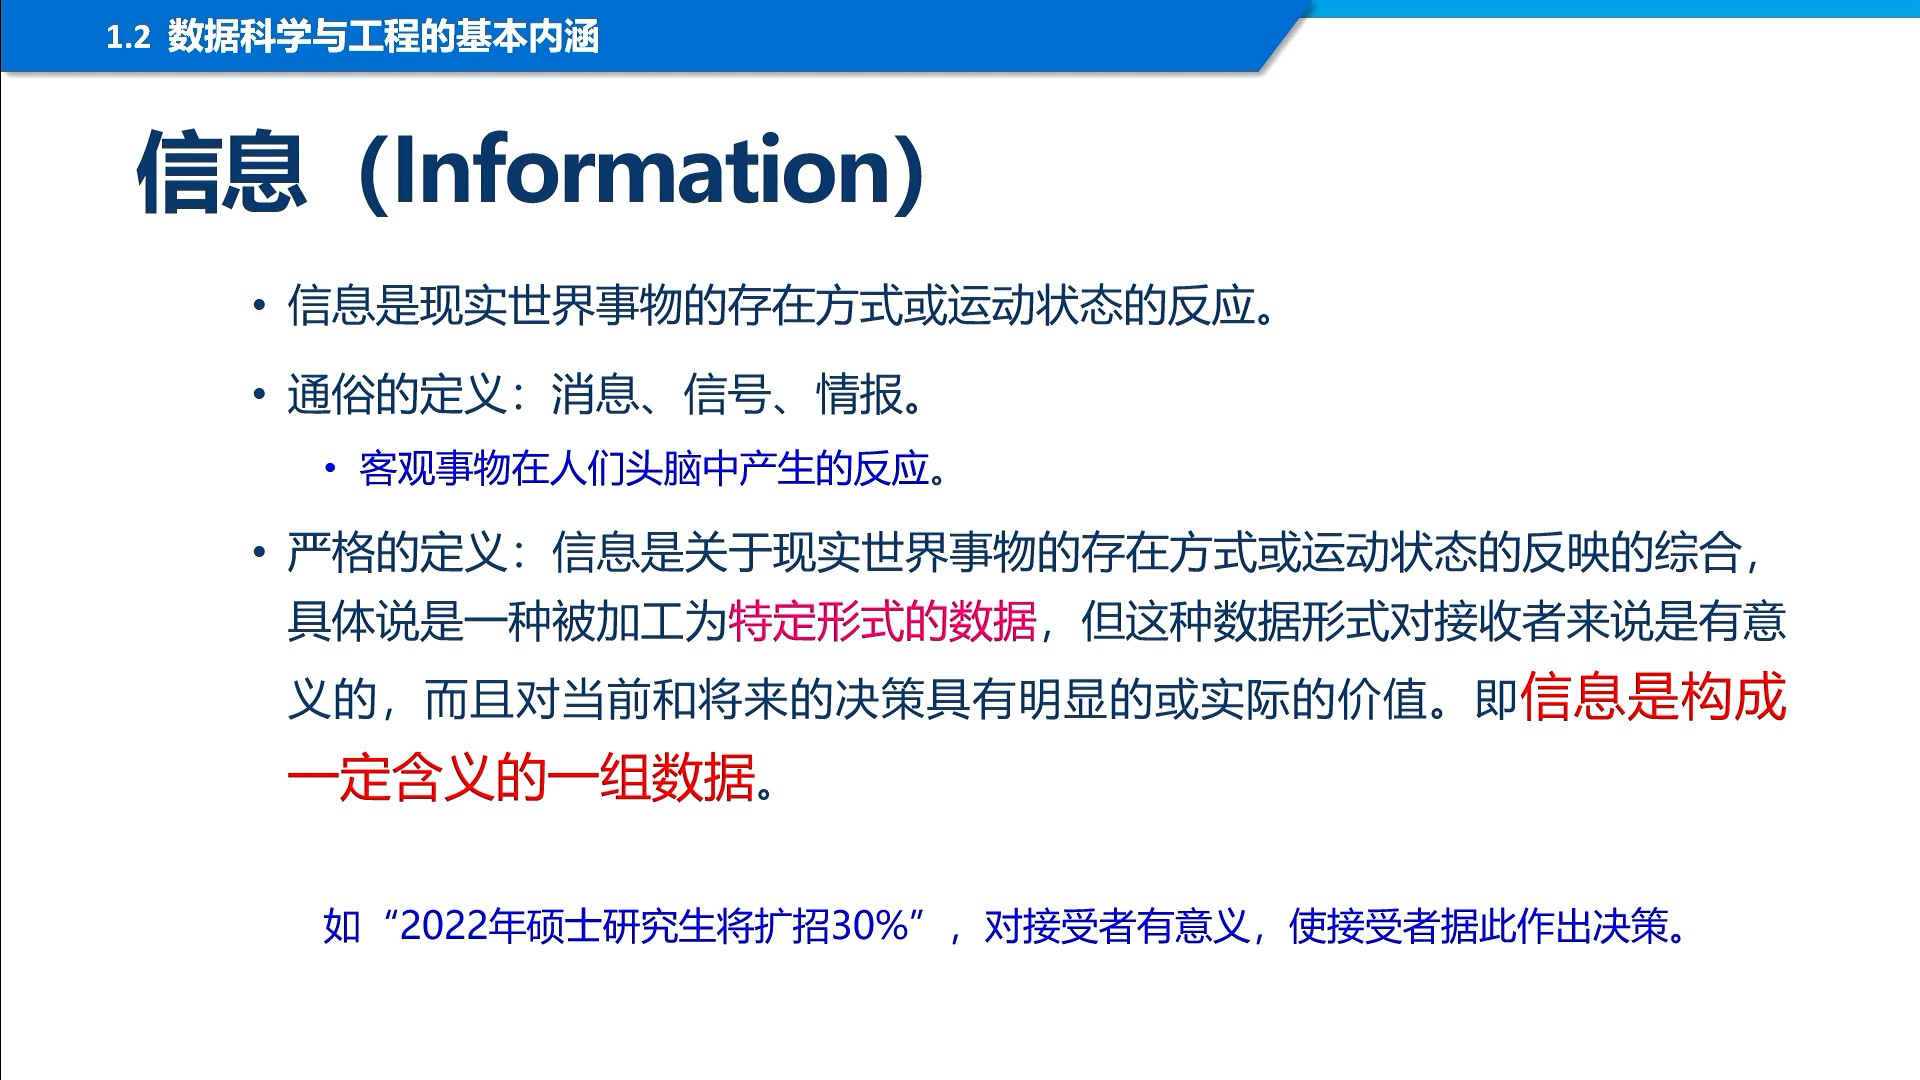 1.2 数据科学与工程的基本内涵
信息（Information）
• 信息是现实世界事物的存在方式或运动状态的反应。
• 通俗的定义：消息、信号、情报。
• 客观事物在人们头脑中产生的反应。
• 严格的定义：信息是关于现实世界事物的存在方式或运动状态的反映的综合，
具体说是一种被加工为特定形式的数据，但这种数据形式对接收者来说是有意
义的，而且对当前和将来的决策具有明显的或实际的价值。即信息是构成
一定含义的一组数据。
如“2022年硕士研究生将扩招30%”，对接受者有意义，使接受者据此作出决策。